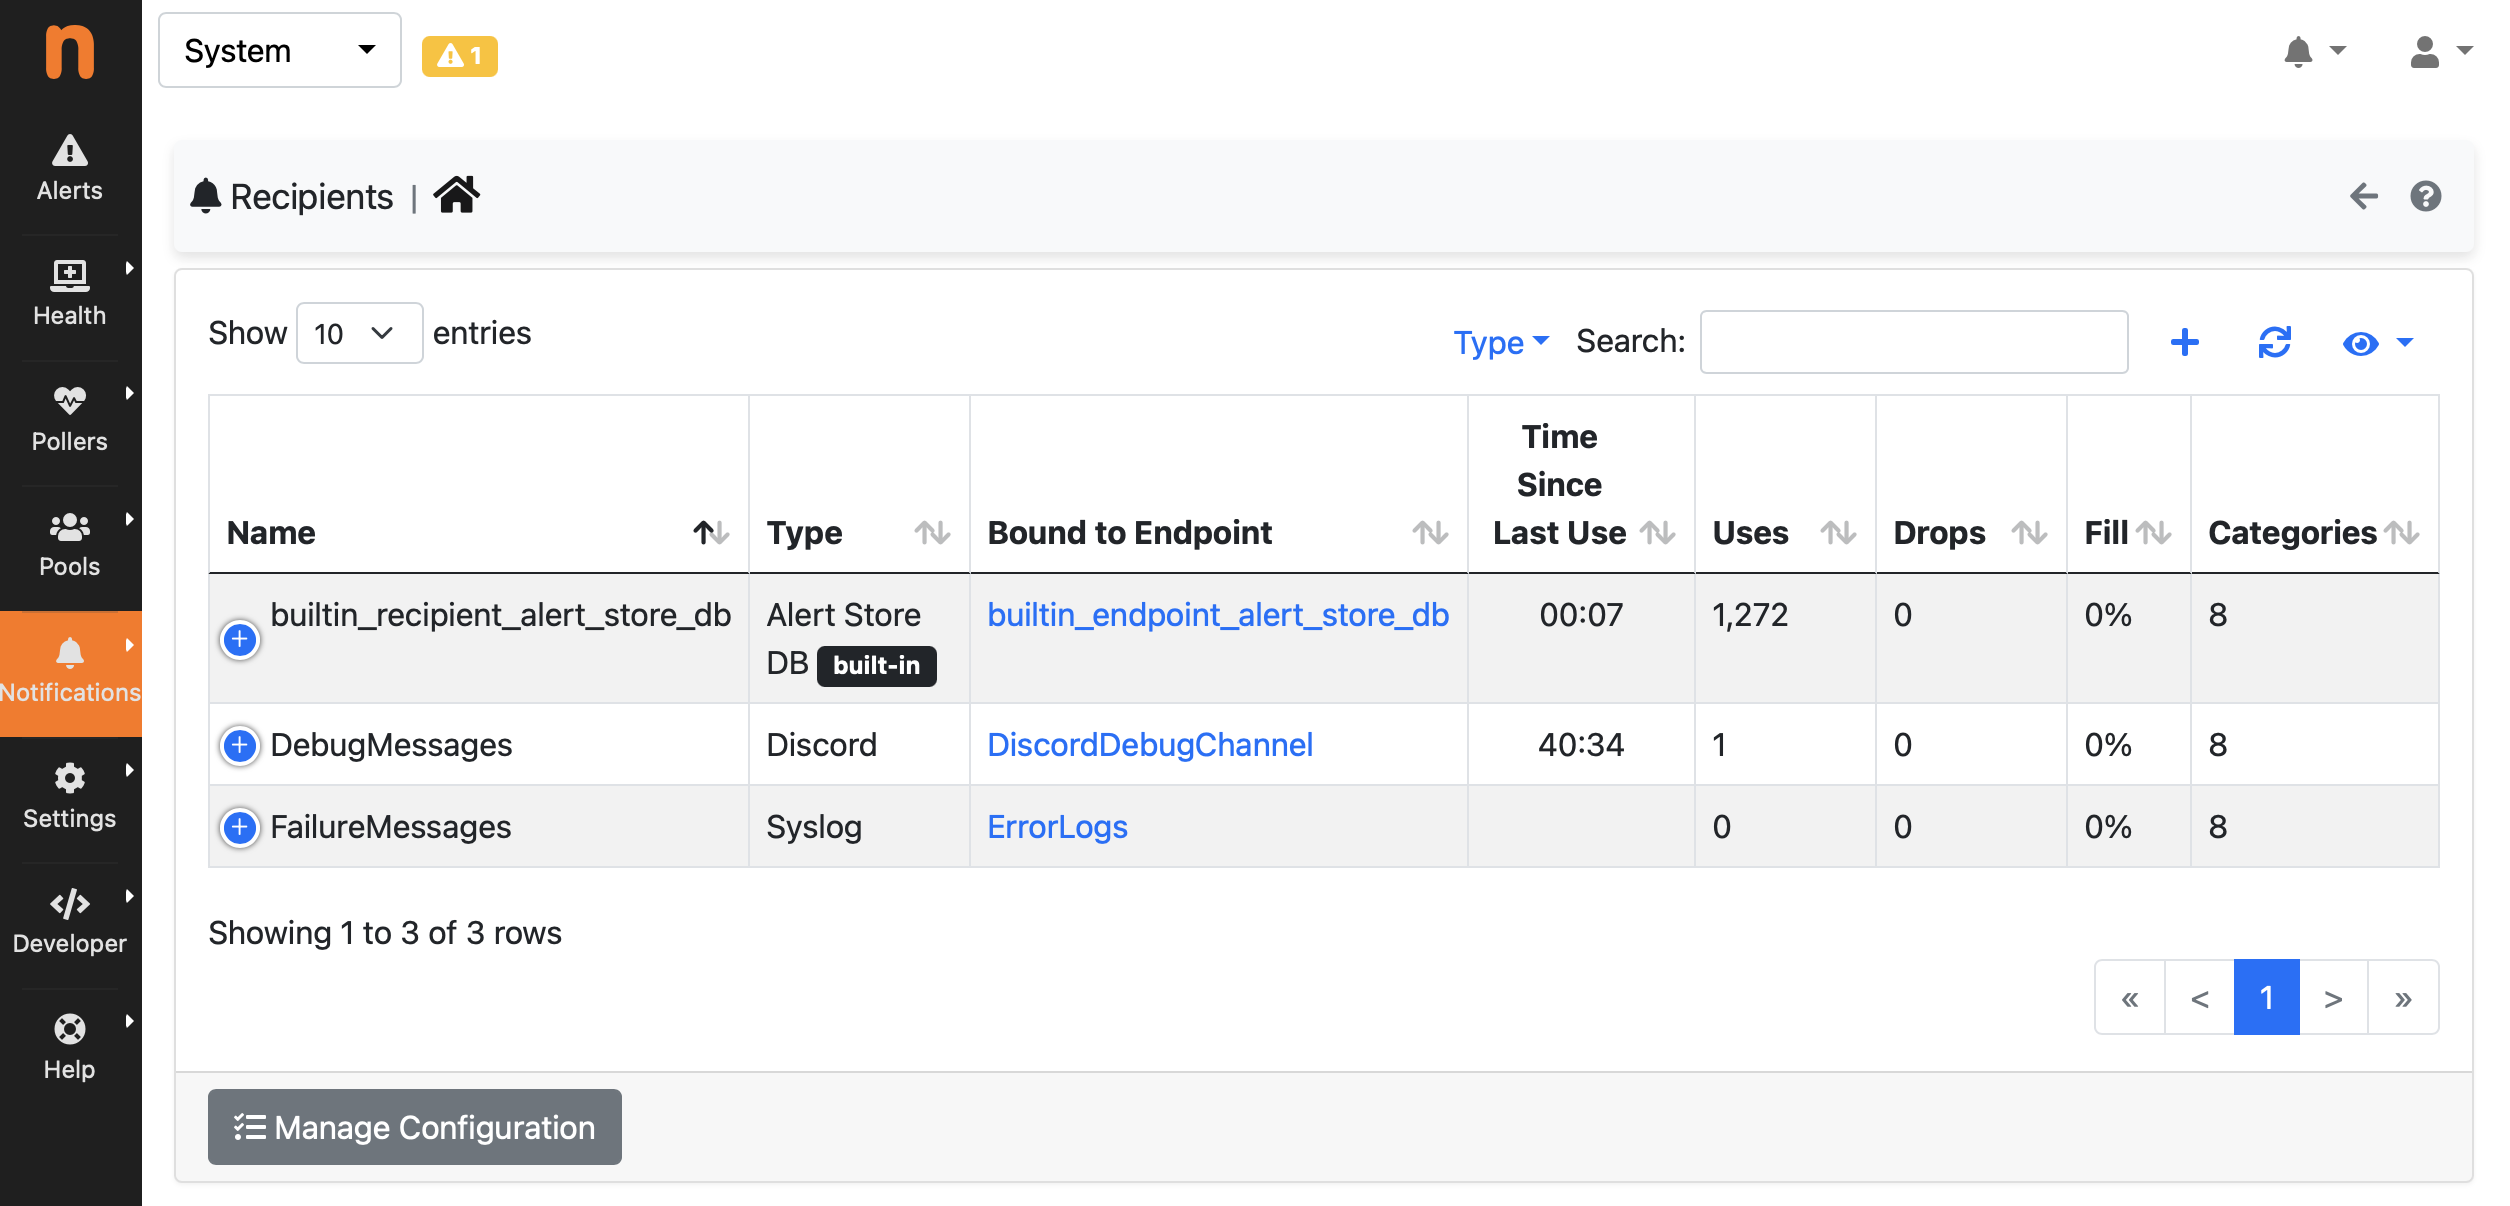 n
System
1
Alerts
Health
Pollers
Pools
Notifications
Settings
Developer
Help
Recipients |
Show 10 entries
Type Search:
Name Type Bound to Endpoint Time Since Last Use Uses Drops Fill Categories
builtin_recipient_alert_store_db Alert Store DB built-in builtin_endpoint_alert_store_db 00:07 1,272 0 0% 8
DebugMessages Discord DiscordDebugChannel 40:34 1 0 0% 8
FailureMessages Syslog ErrorLogs 0 0 0% 8
Showing 1 to 3 of 3 rows
« < 1 > »
Manage Configuration